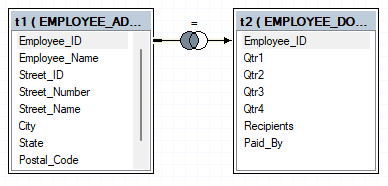 t1 ( EMPLOYEE_AD...
Employee_ID
Employee_Name
Street_ID
Street_Number
Street_Name
City
State
Postal_Code
=
t2 ( EMPLOYEE_DO...
Employee_ID
Qtr1
Qtr2
Qtr3
Qtr4
Recipients
Paid_By